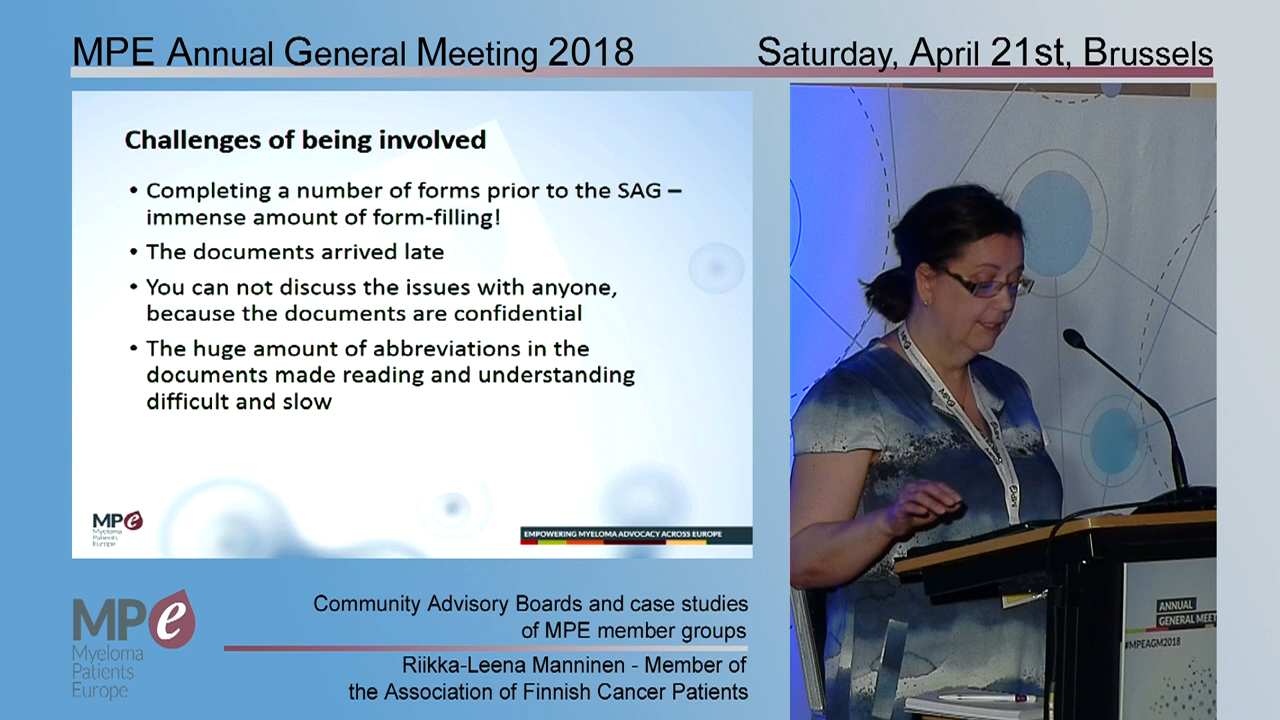 MPE Annual General Meeting 2018
Saturday, April 21st, Brussels
Challenges of being involved
• Completing a number of forms prior to the SAG –
immense amount of form-filling!
• The documents arrived late
• You can not discuss the issues with anyone,
because the documents are confidential
• The huge amount of abbreviations in the
documents made reading and understanding
difficult and slow
MPe
Myeloma
Patients
Europe
EMPOWERING MYELOMA ADVOCACY ACROSS EUROPE
MPe
Myeloma
Patients
Europe
Community Advisory Boards and case studies
of MPE member groups
Riikka-Leena Manninen - Member of
the Association of Finnish Cancer Patients
MPe
MPe
ANNUAL
GENERAL MEET
#MPEAGM2018